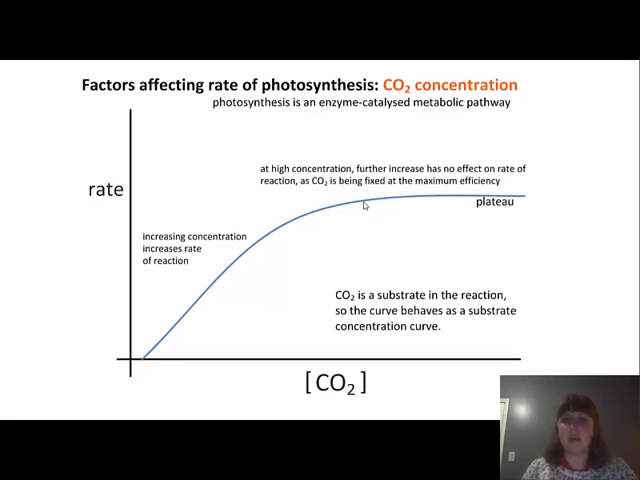 Factors affecting rate of photosynthesis: CO₂ concentration
photosynthesis is an enzyme-catalysed metabolic pathway
at high concentration, further increase has no effect on rate of
reaction, as CO₂ is being fixed at the maximum efficiency
rate
plateau
increasing concentration
increases rate
of reaction
CO₂ is a substrate in the reaction,
so the curve behaves as a substrate
concentration curve.
[CO₂]